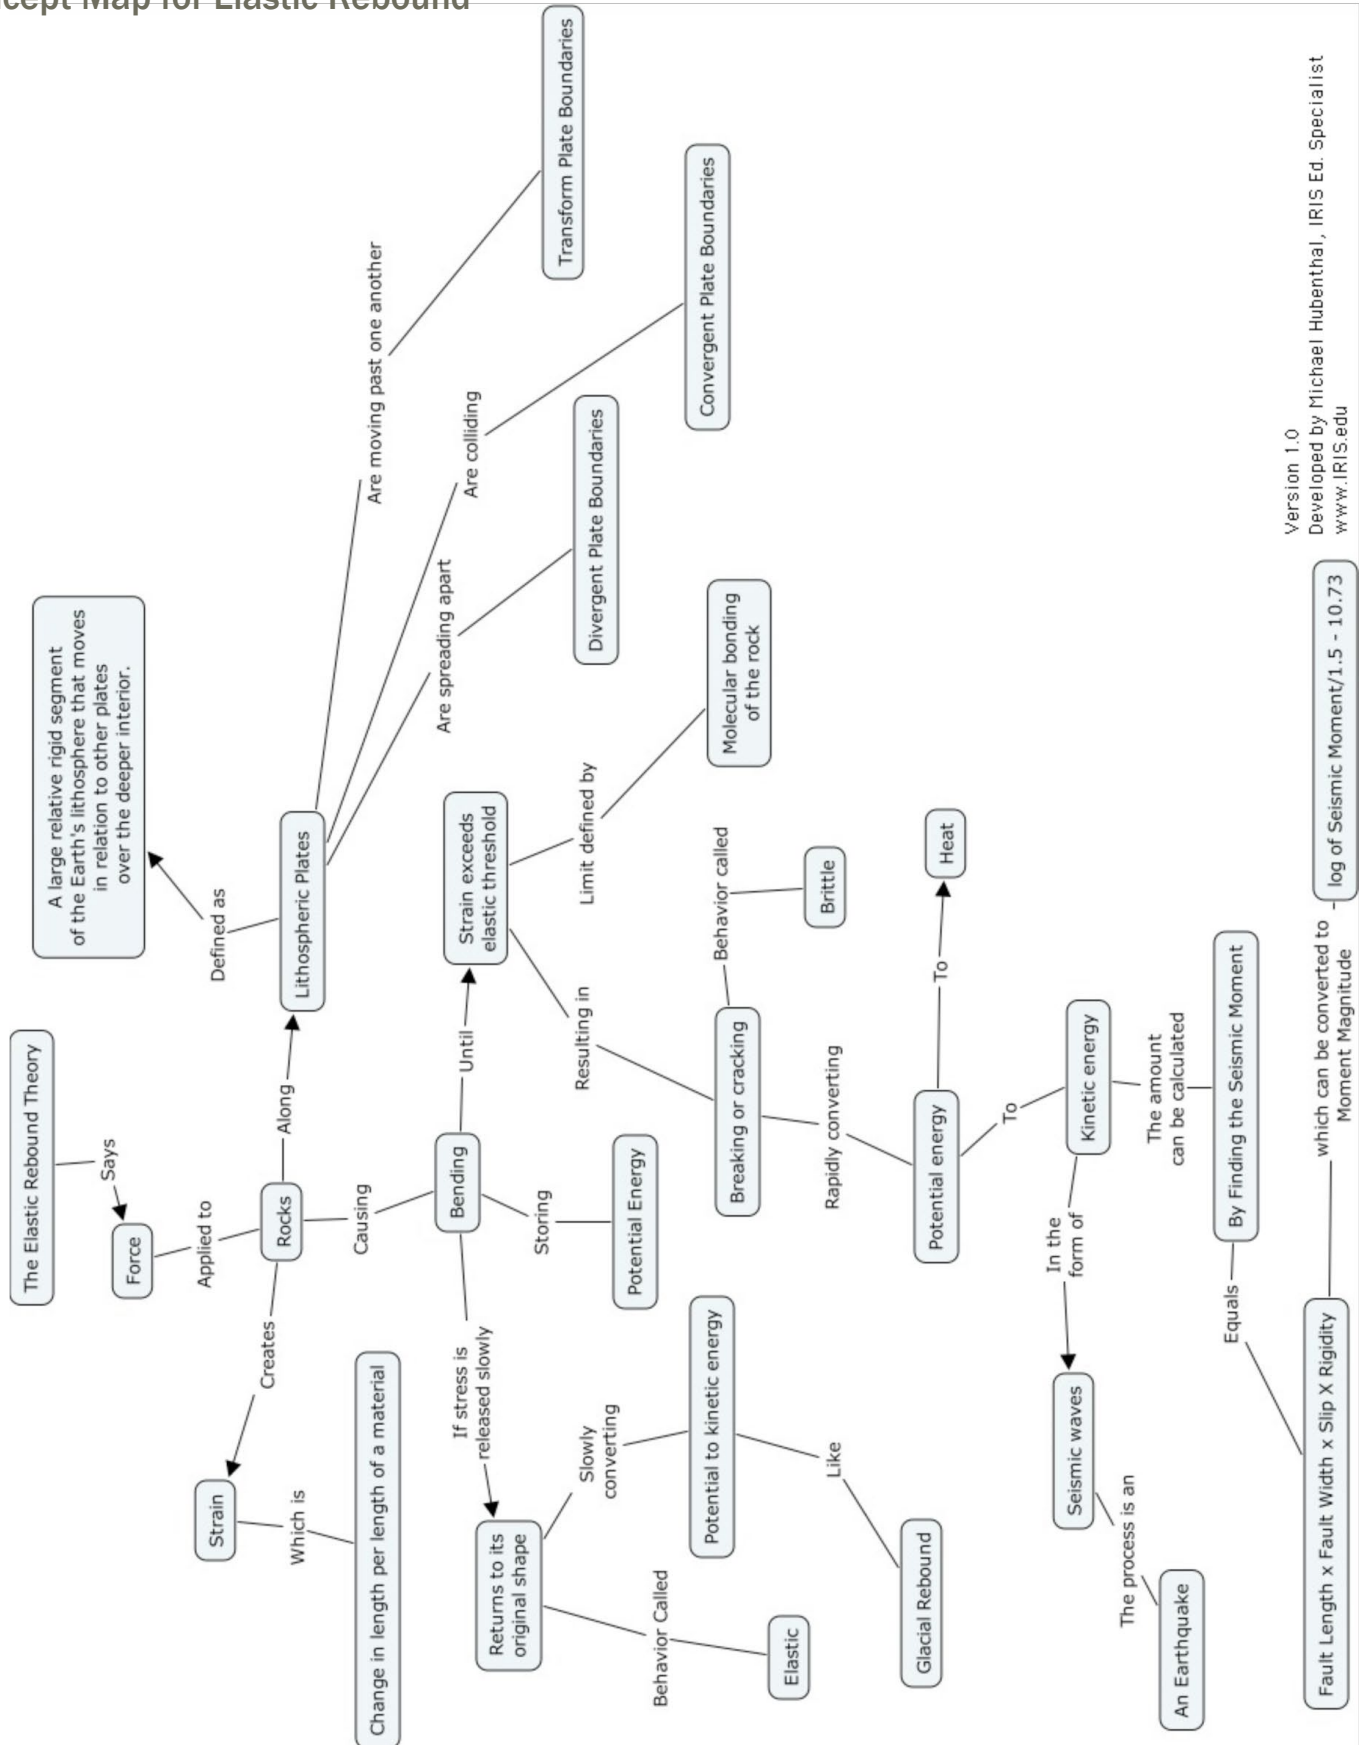 Concept Map for Elastic Rebound
The Elastic Rebound Theory
Says
Force
Applied to
Rocks
Creates
Strain
Which is
Change in length per length of a material
Along
Lithospheric Plates
Defined as
A large relative rigid segment
of the Earth's lithosphere that moves
in relation to other plates
over the deeper interior.
Are moving past one another
Transform Plate Boundaries
Are colliding
Convergent Plate Boundaries
Are spreading apart
Divergent Plate Boundaries
Causing
Bending
If stress is
released slowly
Returns to its
original shape
Behavior Called
Elastic
Slowly
converting
Potential to kinetic energy
Like
Glacial Rebound
Storing
Potential Energy
Until
Strain exceeds
elastic threshold
Limit defined by
Molecular bonding
of the rock
Resulting in
Breaking or cracking
Behavior called
Brittle
Rapidly converting
Potential energy
To
Heat
To
Kinetic energy
In the
form of
Seismic waves
The process is an
An Earthquake
The amount
can be calculated
By Finding the Seismic Moment
Equals
Fault Length x Fault Width x Slip X Rigidity
which can be converted to
Moment Magnitude
log of Seismic Moment/1.5 - 10.73
Version 1.0
Developed by Michael Hubenthal, IRIS Ed. Specialist
www.IRIS.edu